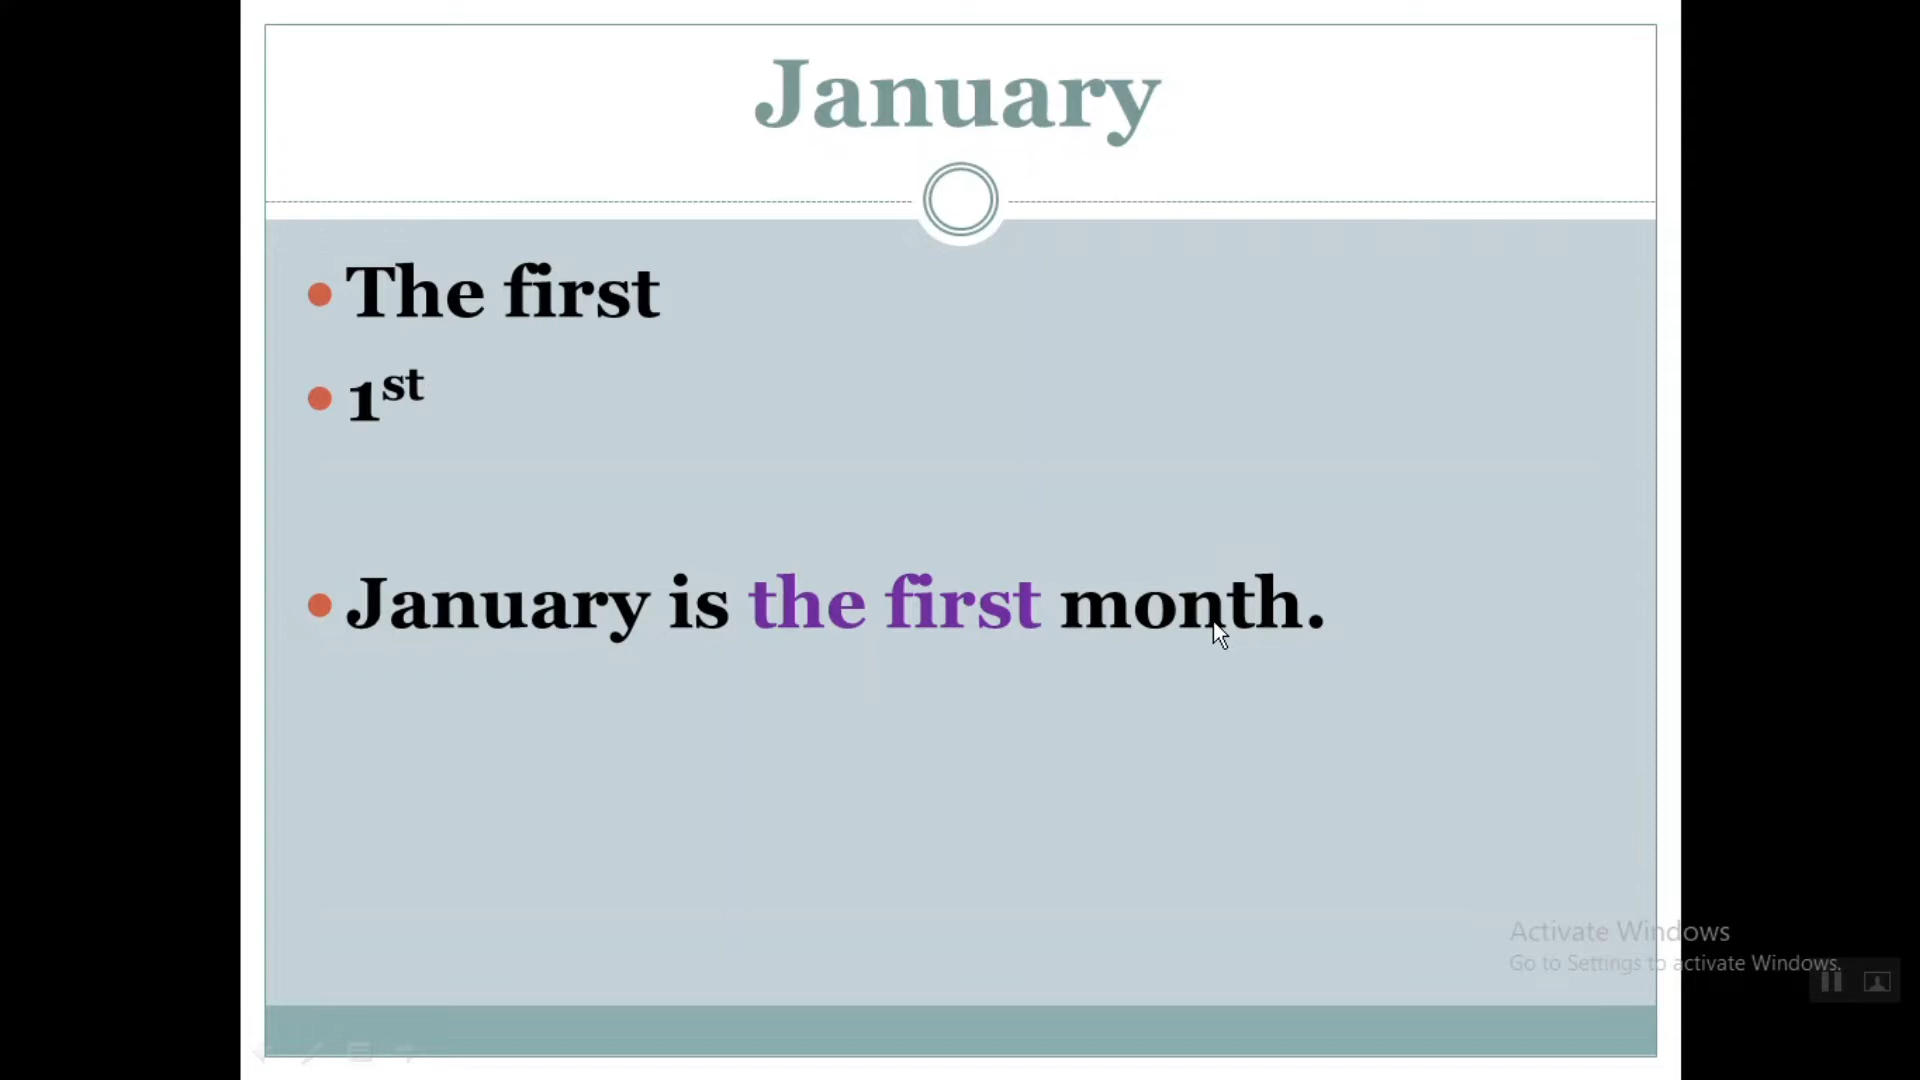 January
The first
1st
January is the first month.
Activate Windows
Go to Settings to activate Windows.